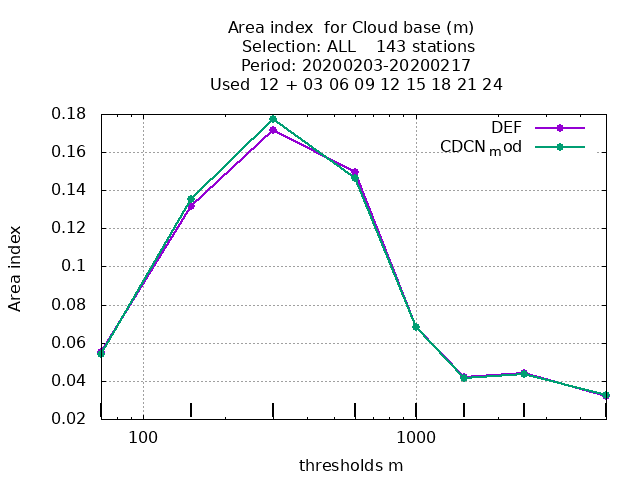 Area index  for Cloud base (m)
Selection: ALL    143 stations
Period: 20200203-20200217
Used  12 + 03 06 09 12 15 18 21 24
DEF
CDCNmod
0.18
0.16
0.14
0.12
0.1
0.08
0.06
0.04
0.02
Area index
100
1000
thresholds m